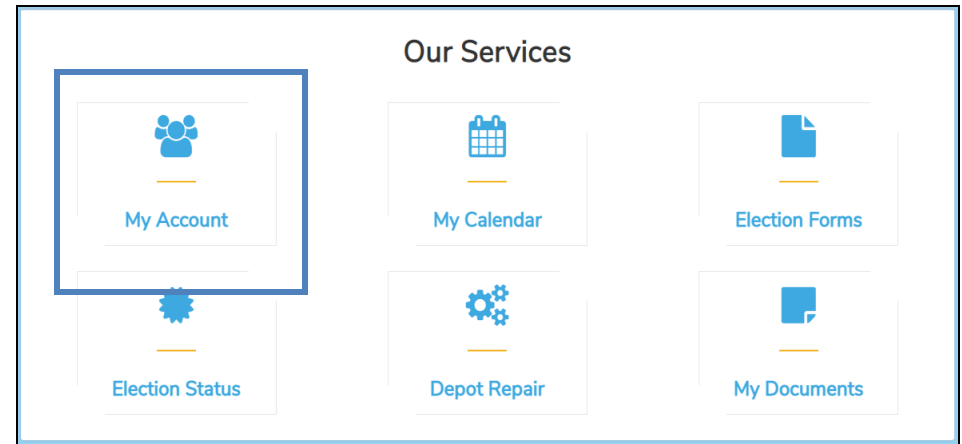 Our Services
My Account
My Calendar
Election Forms
Election Status
Depot Repair
My Documents